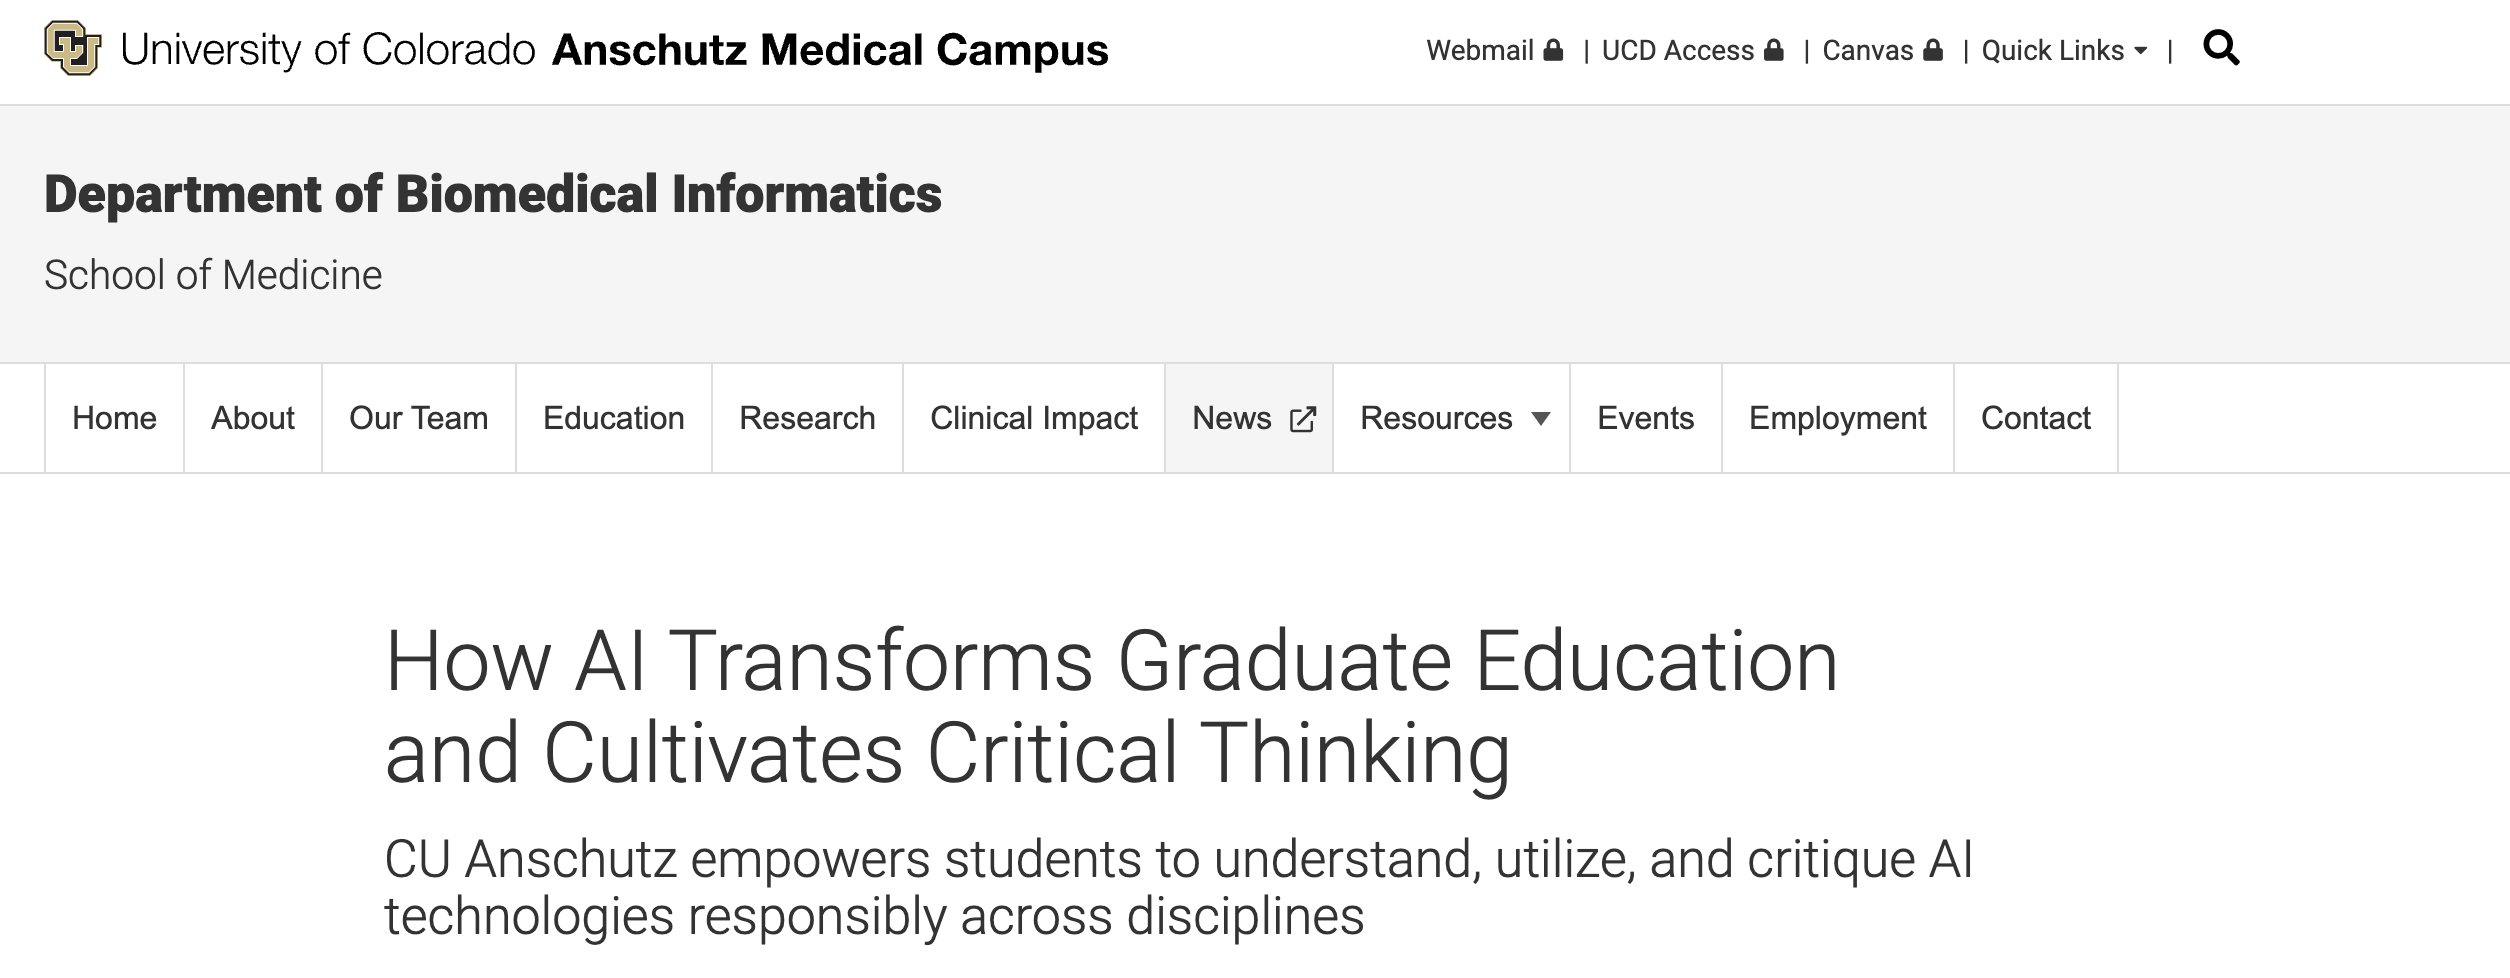 University of Colorado Anschutz Medical Campus
Webmail | UCD Access | Canvas | Quick Links |
Department of Biomedical Informatics
School of Medicine
Home About Our Team Education Research Clinical Impact News Resources Events Employment Contact
How AI Transforms Graduate Education
and Cultivates Critical Thinking
CU Anschutz empowers students to understand, utilize, and critique AI
technologies responsibly across disciplines